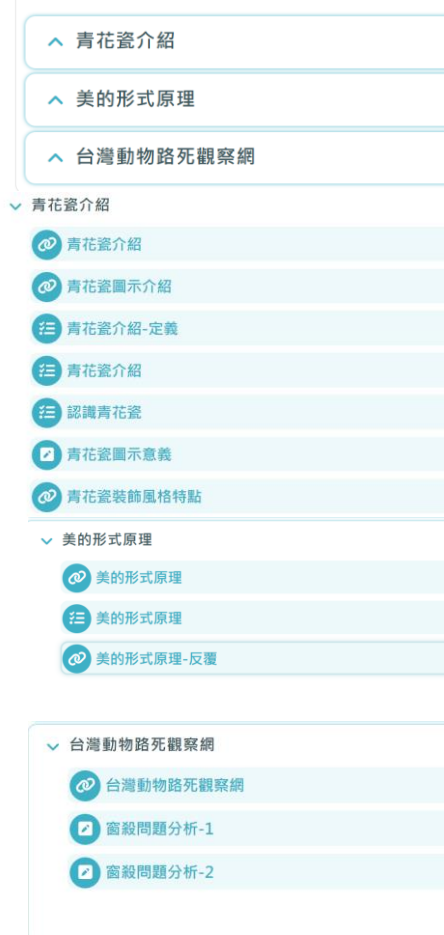 青花瓷介紹
美的形式原理
台灣動物路死觀察網
青花瓷介紹
青花瓷介紹
青花瓷圖示介紹
青花瓷介紹-定義
青花瓷介紹
認識青花瓷
青花瓷圖示意義
青花瓷裝飾風格特點
美的形式原理
美的形式原理
美的形式原理
美的形式原理-反覆
台灣動物路死觀察網
台灣動物路死觀察網
窗殺問題分析-1
窗殺問題分析-2